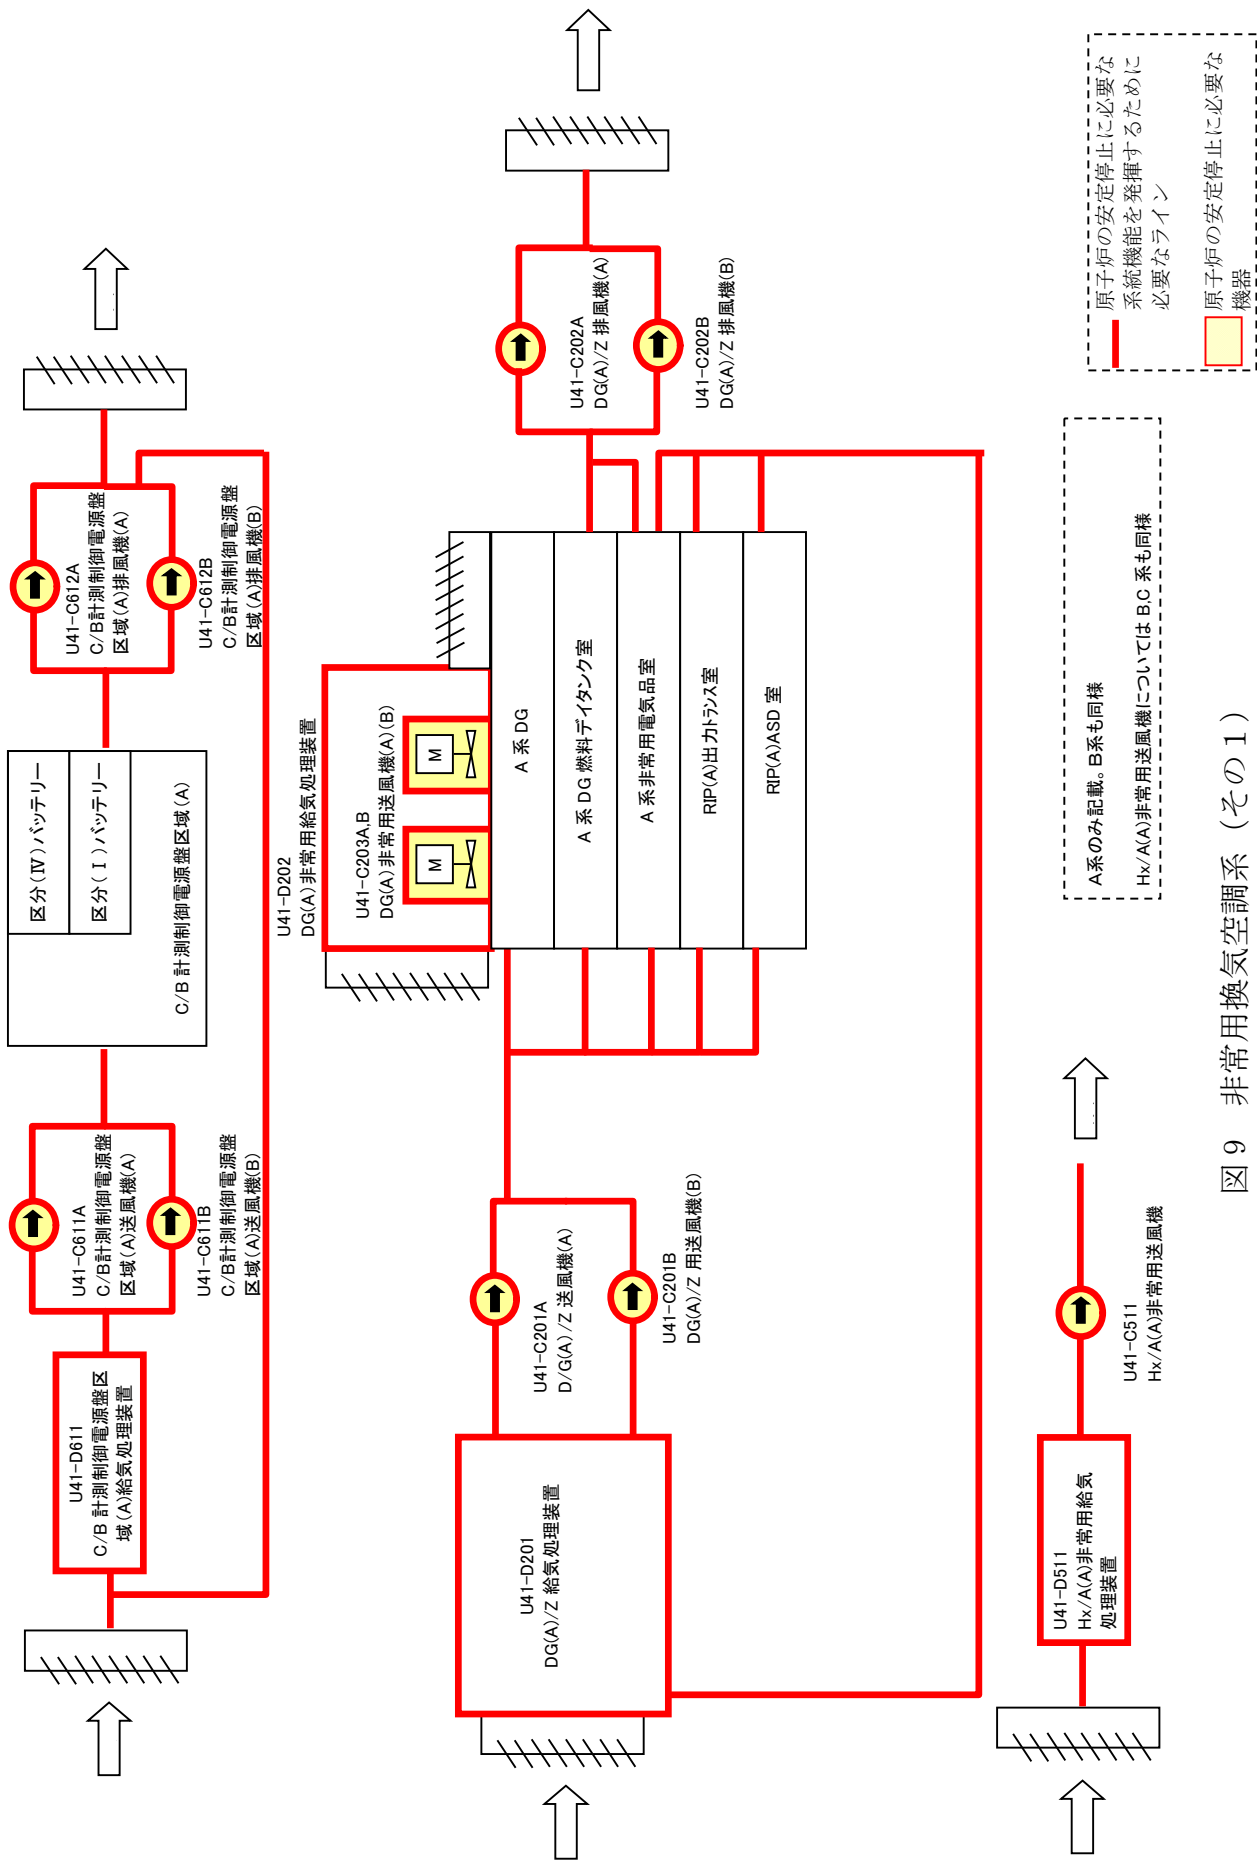 U41-D611
C/B 計測制御電源盤区
域(A)給気処理装置
U41-C611A
C/B計測制御電源盤
区域(A)送風機(A)
U41-C611B
C/B計測制御電源盤
区域(A)送風機(B)
区分(Ⅳ)バッテリー
区分(Ⅰ)バッテリー
C/B 計測制御電源盤区域(A)
U41-C612A
C/B計測制御電源盤
区域(A)排風機(A)
U41-C612B
C/B計測制御電源盤
区域(A)排風機(B)
U41-D202
DG(A)非常用給気処理装置
U41-C203A,B
DG(A)非常用送風機(A)(B)
M
M
U41-D201
DG(A)/Z 給気処理装置
U41-C201A
D/G(A)/Z 送風機(A)
U41-C201B
DG(A)/Z 用送風機(B)
A 系 DG
A 系 DG 燃料デイタンク室
A 系非常用電気品室
RIP(A)出力トランス室
RIP(A)ASD 室
U41-C202A
DG(A)/Z 排風機(A)
U41-C202B
DG(A)/Z 排風機(B)
U41-D511
Hx/A(A)非常用給気
処理装置
U41-C511
Hx/A(A)非常用送風機
A系のみ記載。B系も同様
Hx/A(A)非常用送風機については B,C 系も同様
原子炉の安定停止に必要な
系統機能を発揮するために
必要なライン
原子炉の安定停止に必要な
機器
図９　非常用換気空調系（その１）